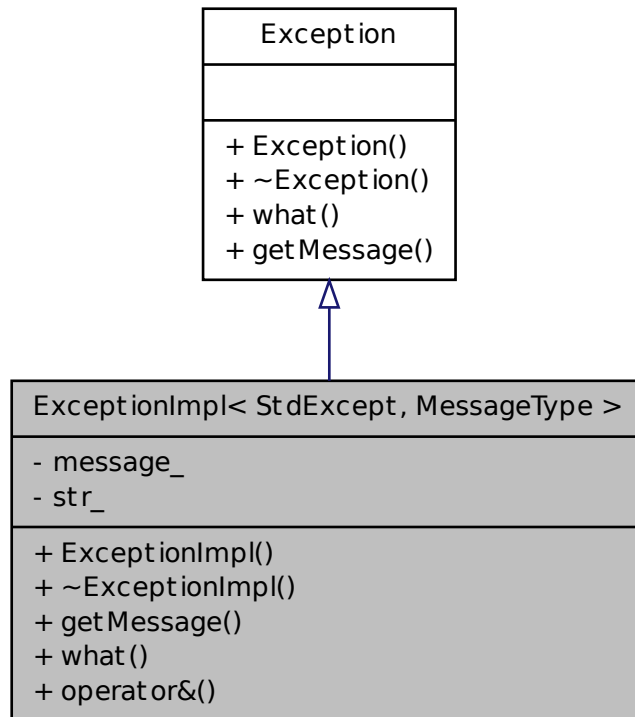 Exception
+ Exception()
+ ~Exception()
+ what()
+ getMessage()
ExceptionImpl< StdExcept, MessageType >
- message_
- str_
+ ExceptionImpl()
+ ~ExceptionImpl()
+ getMessage()
+ what()
+ operator&()